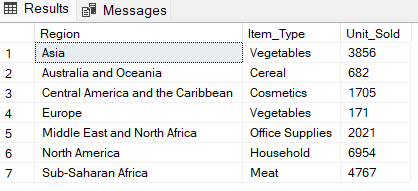 Results Messages
Region Item_Type Unit_Sold
1 Asia Vegetables 3856
2 Australia and Oceania Cereal 682
3 Central America and the Caribbean Cosmetics 1705
4 Europe Vegetables 171
5 Middle East and North Africa Office Supplies 2021
6 North America Household 6954
7 Sub-Saharan Africa Meat 4767